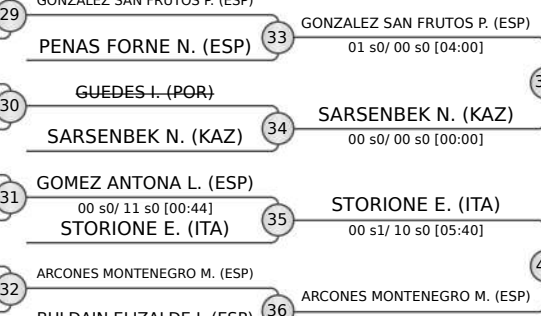 29
GONZALEZ SAN FRUTOS P. (ESP)
PENAS FORNE N. (ESP)
33
GONZALEZ SAN FRUTOS P. (ESP)
01 s0/ 00 s0 [04:00]
30
GUEDES I. (POR)
SARSENBEK N. (KAZ)
34
SARSENBEK N. (KAZ)
00 s0/ 00 s0 [00:00]
31
GOMEZ ANTONA L. (ESP)
00 s0/ 11 s0 [00:44]
STORIONE E. (ITA)
35
STORIONE E. (ITA)
00 s1/ 10 s0 [05:40]
32
ARCONES MONTENEGRO M. (ESP)
36
ARCONES MONTENEGRO M. (ESP)